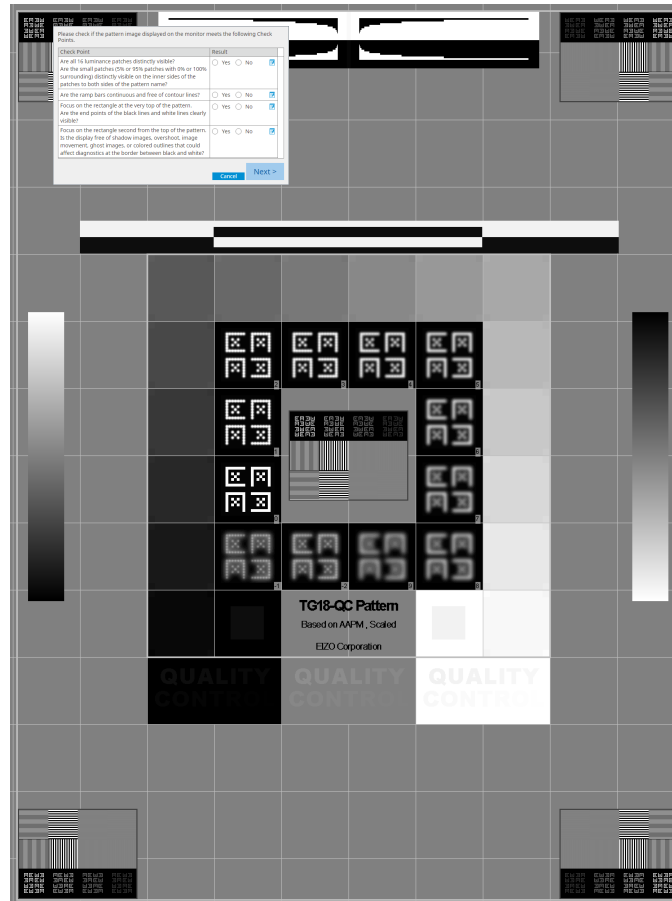 Please check if the pattern image displayed on the monitor meets the following Check
Points.
Check Point Result
Are all 16 luminance patches distinctly visible? Yes No
Are the small patches (5% or 95% patches with 0% or 100%
surrounding) distinctly visible on the inner sides of the
patches to both sides of the pattern name?
Are the ramp bars continuous and free of contour lines? Yes No
Focus on the rectangle at the very top of the pattern. Yes No
Are the end points of the black lines and white lines clearly
visible?
Focus on the rectangle second from the top of the pattern. Yes No
Is the display free of shadow images, overshoot, image
movement, ghost images, or colored outlines that could
affect diagnostics at the border between black and white?
Cancel Next >
TG18-QC Pattern
Based on AAPM , Scaled
EIZO Corporation
QUALITY QUALITY QUALITY
CONTRO CONTRO CONTRO